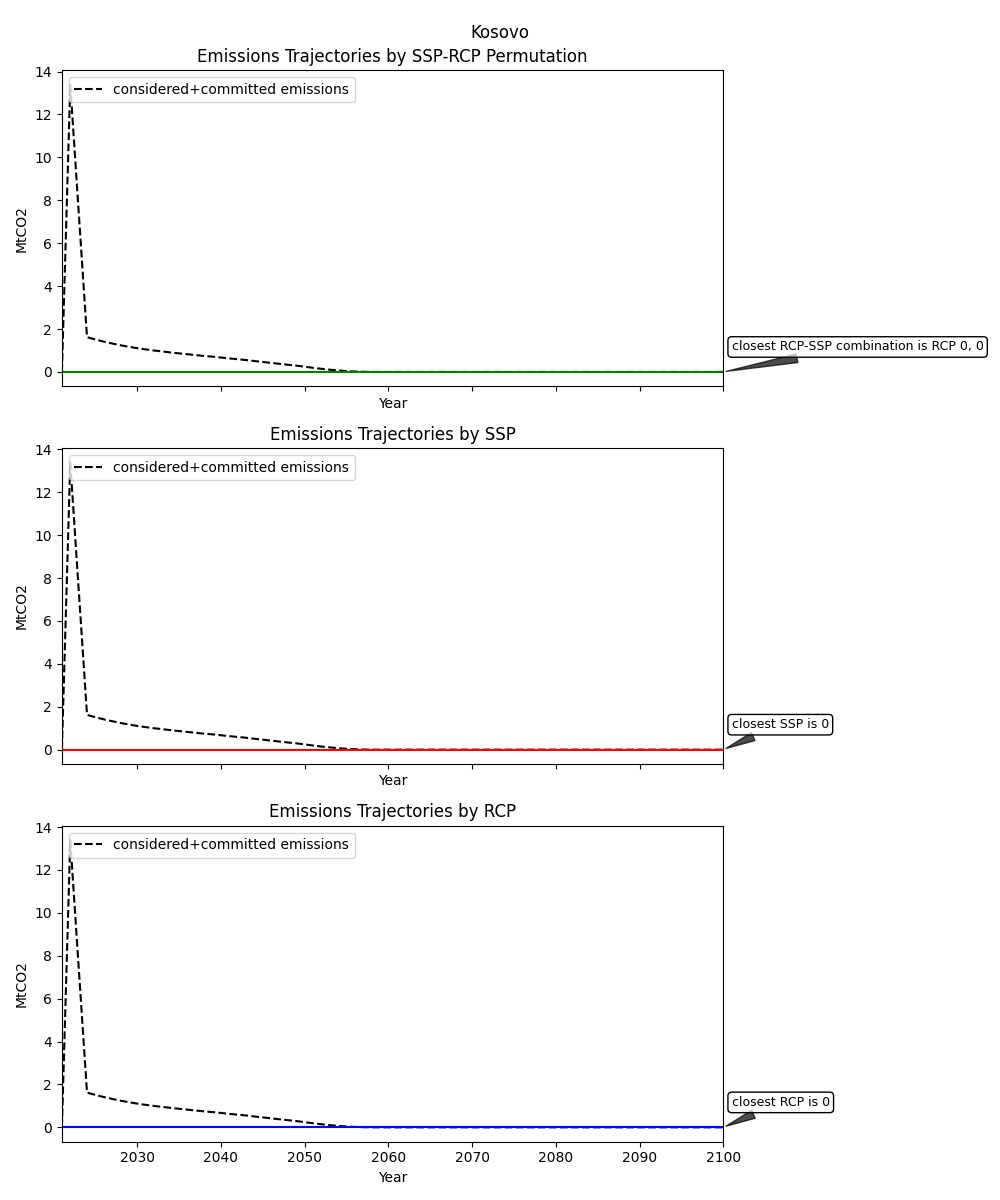 Kosovo
Emissions Trajectories by SSP-RCP Permutation
14
12
10
8
6
4
2
0
MtCO2
considered+committed emissions
closest RCP-SSP combination is RCP 0, 0
Year
Emissions Trajectories by SSP
14
12
10
8
6
4
2
0
MtCO2
considered+committed emissions
closest SSP is 0
Year
Emissions Trajectories by RCP
14
12
10
8
6
4
2
0
MtCO2
considered+committed emissions
closest RCP is 0
2030 2040 2050 2060 2070 2080 2090 2100
Year